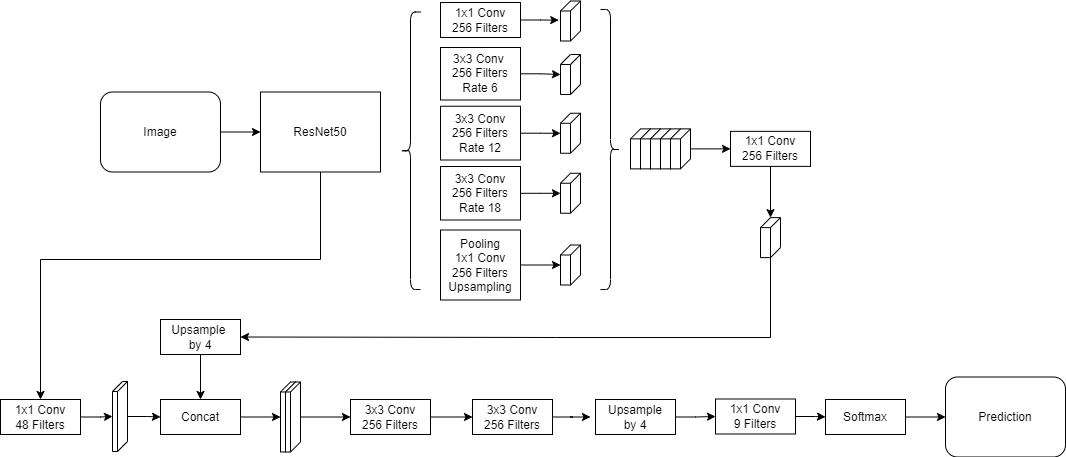 Image
ResNet50
1x1 Conv
256 Filters
3x3 Conv
256 Filters
Rate 6
3x3 Conv
256 Filters
Rate 12
3x3 Conv
256 Filters
Rate 18
Pooling
1x1 Conv
256 Filters
Upsampling
1x1 Conv
256 Filters
Upsample
by 4
1x1 Conv
48 Filters
Concat
3x3 Conv
256 Filters
3x3 Conv
256 Filters
Upsample
by 4
1x1 Conv
9 Filters
Softmax
Prediction